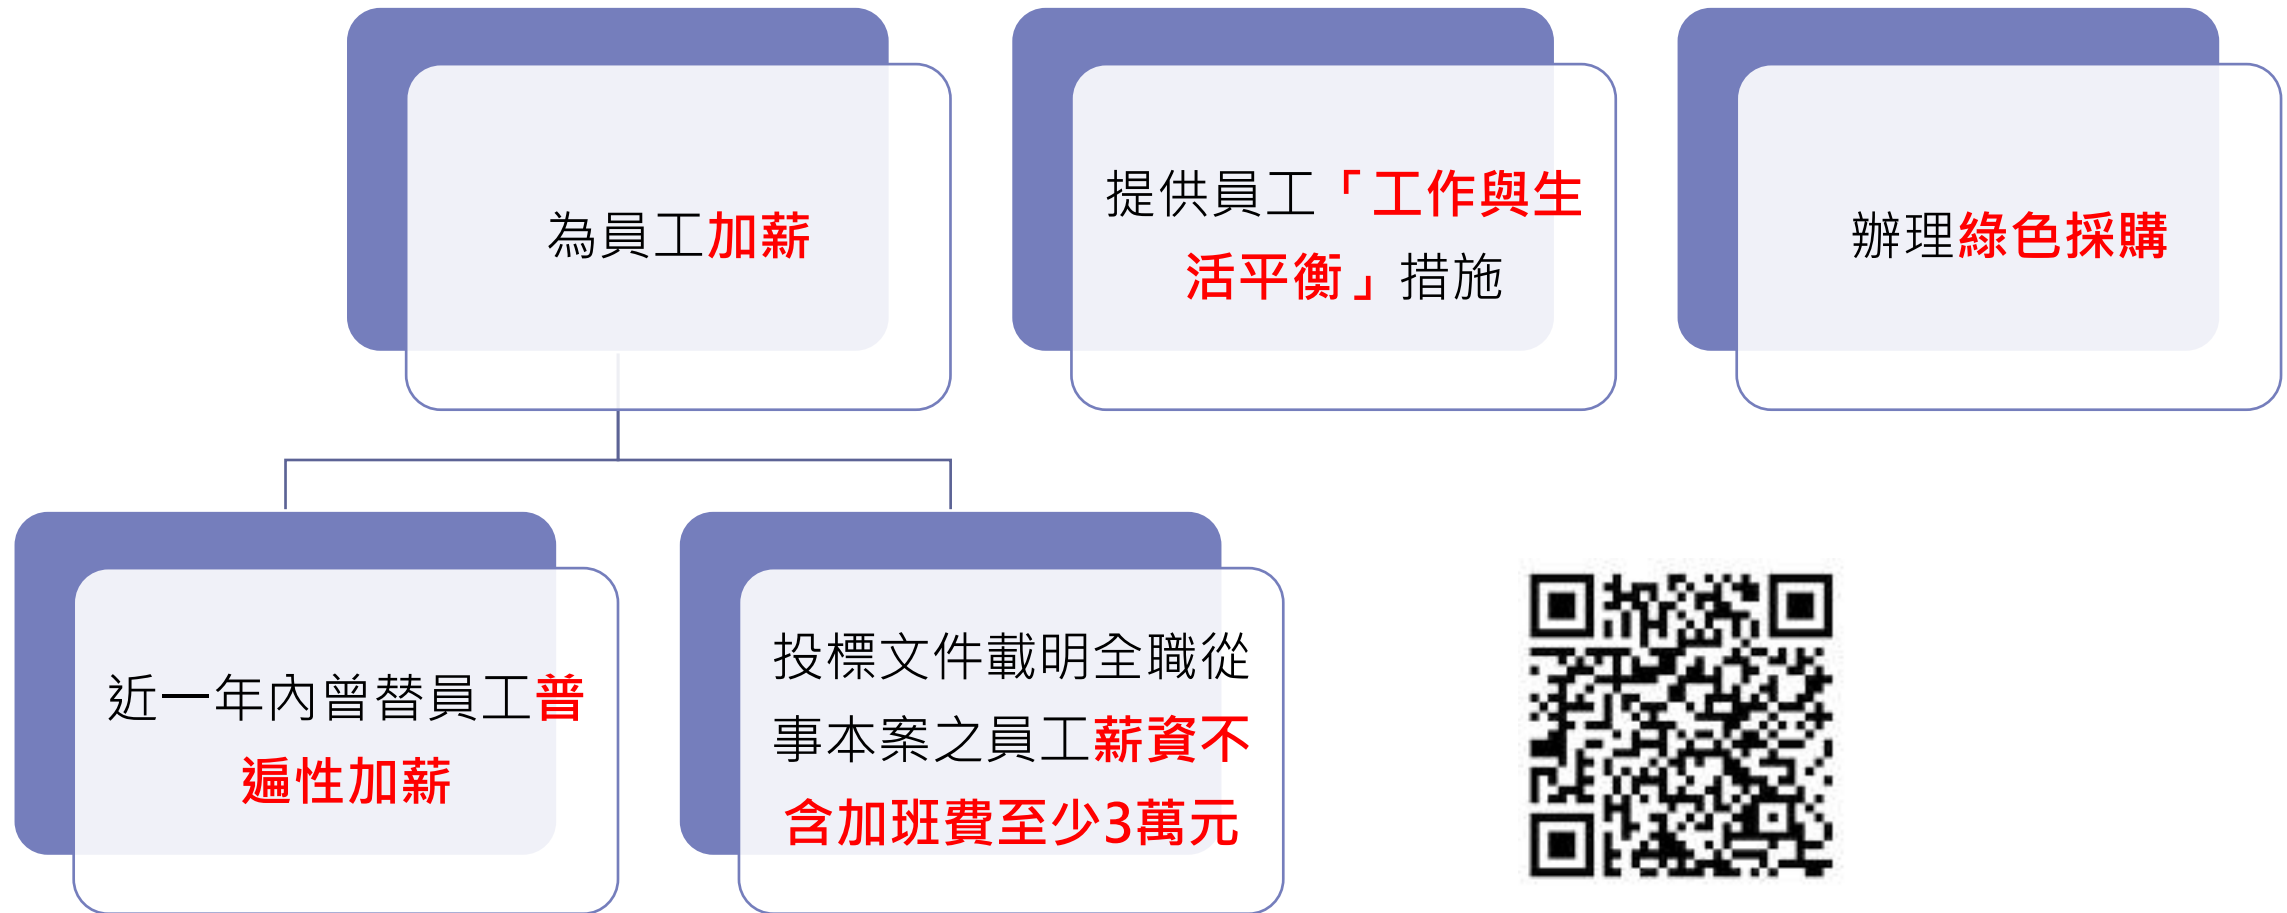 為員工加薪
提供員工「工作與生
活平衡」措施
辦理綠色採購
近一年內曾替員工普
遍性加薪
投標文件載明全職從
事本案之員工薪資不
含加班費至少3萬元